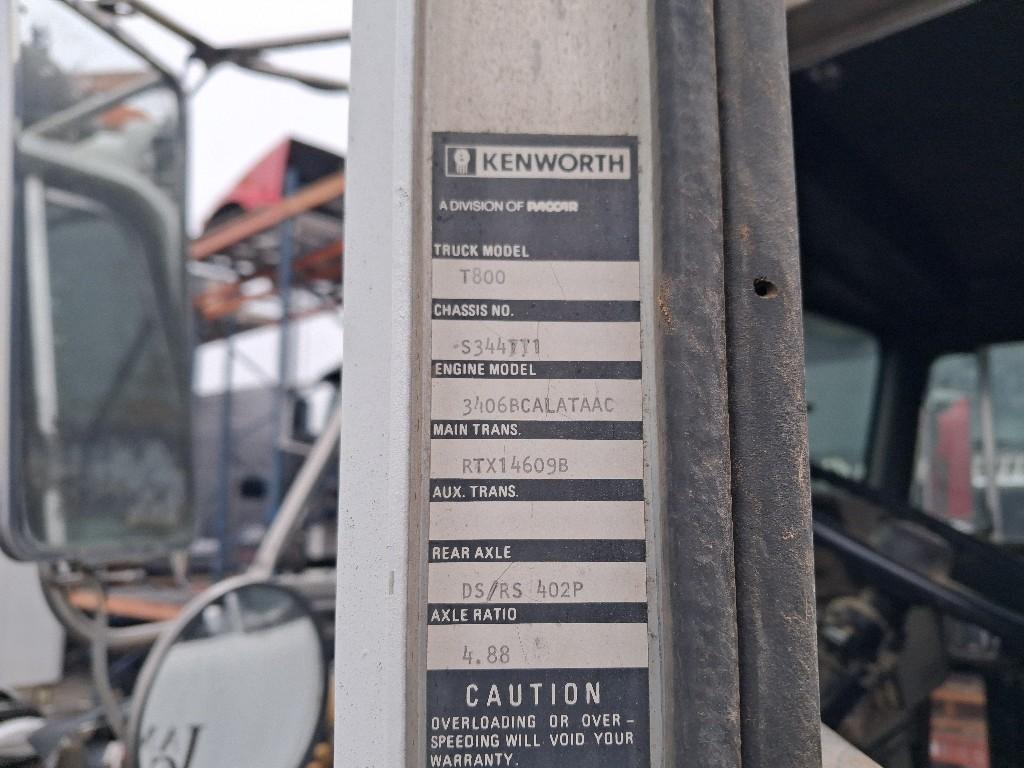 KENWORTH
A DIVISION OF PACCAR
TRUCK MODEL
T800
CHASSIS NO.
ENGINE MODEL
3406BCALATAAC
MAIN TRANS.
RTX14609B
AUX. TRANS.
REAR AXLE
DS/RS 402P
AXLE RATIO
4.88
CAUTION
OVERLOADING OR OVER-
SPEEDING WILL VOID YOUR
WARRANTY.